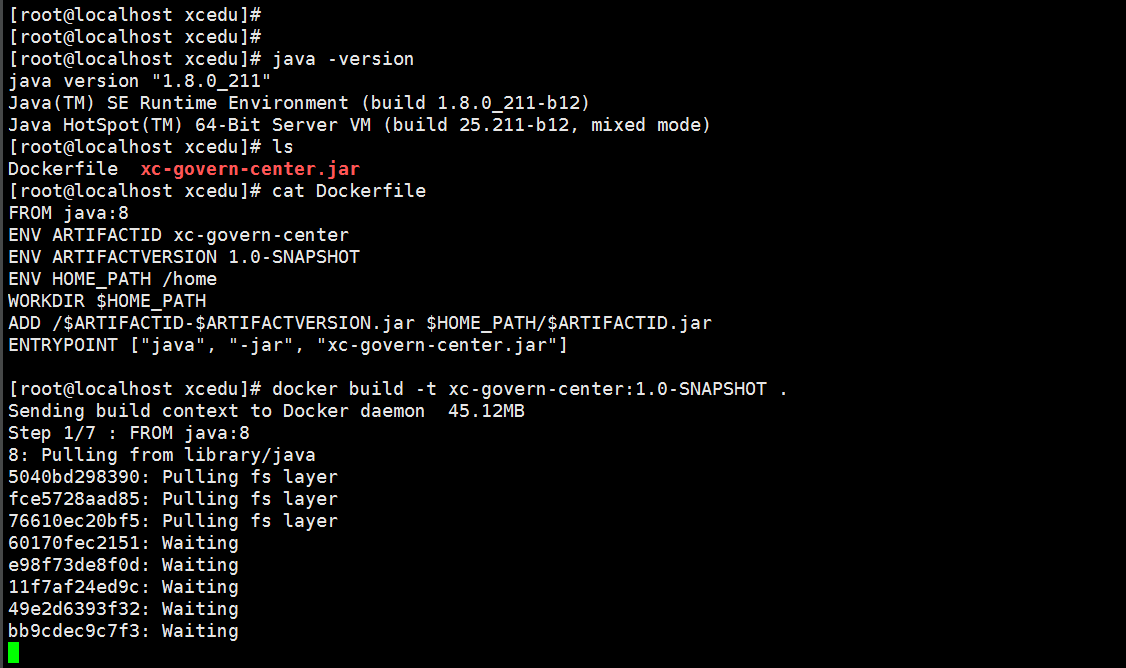 [root@localhost xcedu]#
[root@localhost xcedu]#
[root@localhost xcedu]# java -version
java version "1.8.0_211"
Java(TM) SE Runtime Environment (build 1.8.0_211-b12)
Java HotSpot(TM) 64-Bit Server VM (build 25.211-b12, mixed mode)
[root@localhost xcedu]# ls
Dockerfile  xc-govern-center.jar
[root@localhost xcedu]# cat Dockerfile
FROM java:8
ENV ARTIFACTID xc-govern-center
ENV ARTIFACTVERSION 1.0-SNAPSHOT
ENV HOME_PATH /home
WORKDIR $HOME_PATH
ADD /$ARTIFACTID-$ARTIFACTVERSION.jar $HOME_PATH/$ARTIFACTID.jar
ENTRYPOINT ["java", "-jar", "xc-govern-center.jar"]
[root@localhost xcedu]# docker build -t xc-govern-center:1.0-SNAPSHOT .
Sending build context to Docker daemon  45.12MB
Step 1/7 : FROM java:8
8: Pulling from library/java
5040bd298390: Pulling fs layer
fce5728aad85: Pulling fs layer
76610ec20bf5: Pulling fs layer
60170fec2151: Waiting
e98f73de8f0d: Waiting
11f7af24ed9c: Waiting
49e2d6393f32: Waiting
bb9cdec9c7f3: Waiting